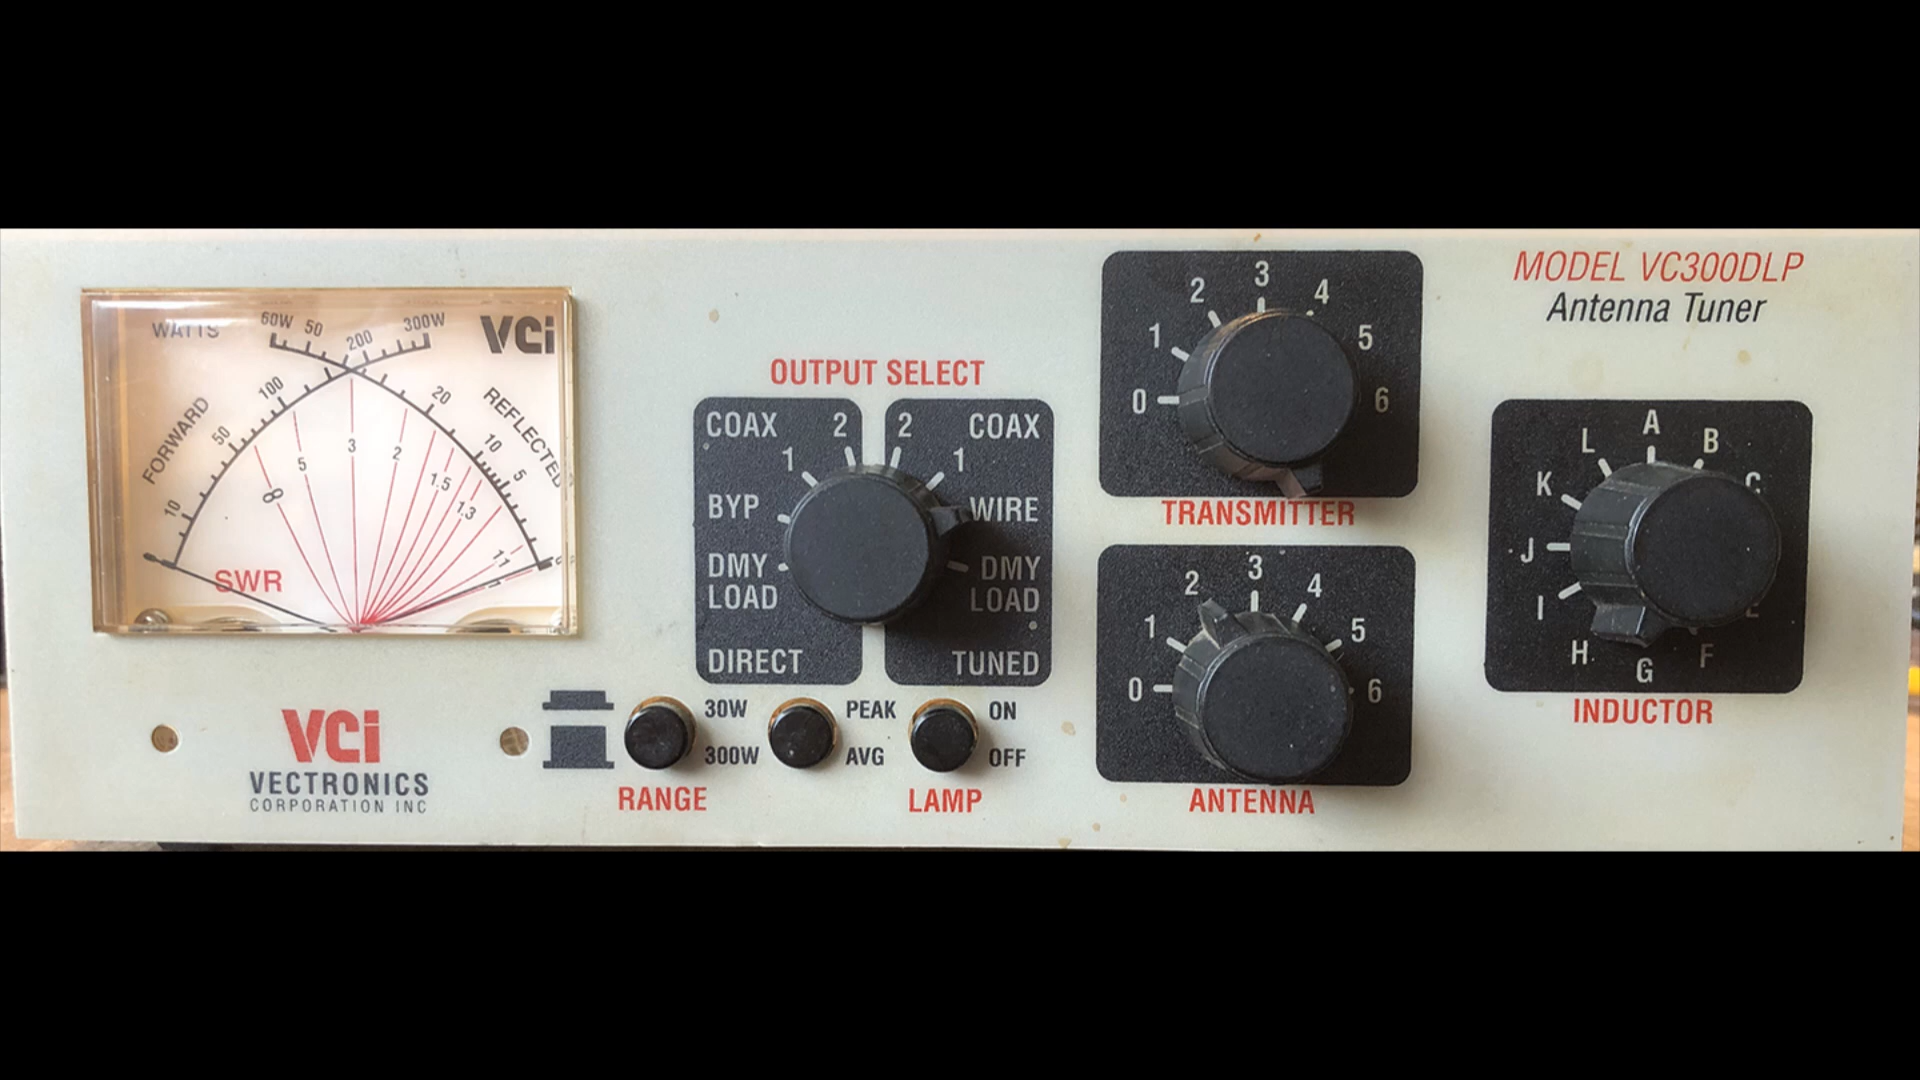 WATTS
60W 50 200 300W
VCi
FORWARD
10 50 100
REFLECTED
20 10 5
8 5 3 2 1.5 1.3 1.1 1
SWR
VCi
VECTRONICS
CORPORATION INC
OUTPUT SELECT
COAX 2 2 COAX
1 1
BYP WIRE
DMY DMY
LOAD LOAD
DIRECT TUNED
30W PEAK ON
300W AVG OFF
RANGE LAMP
0 1 2 3 4 5 6
TRANSMITTER
0 1 2 3 4 5 6
ANTENNA
MODEL VC300DLP
Antenna Tuner
A B C E F G H I J K L
INDUCTOR